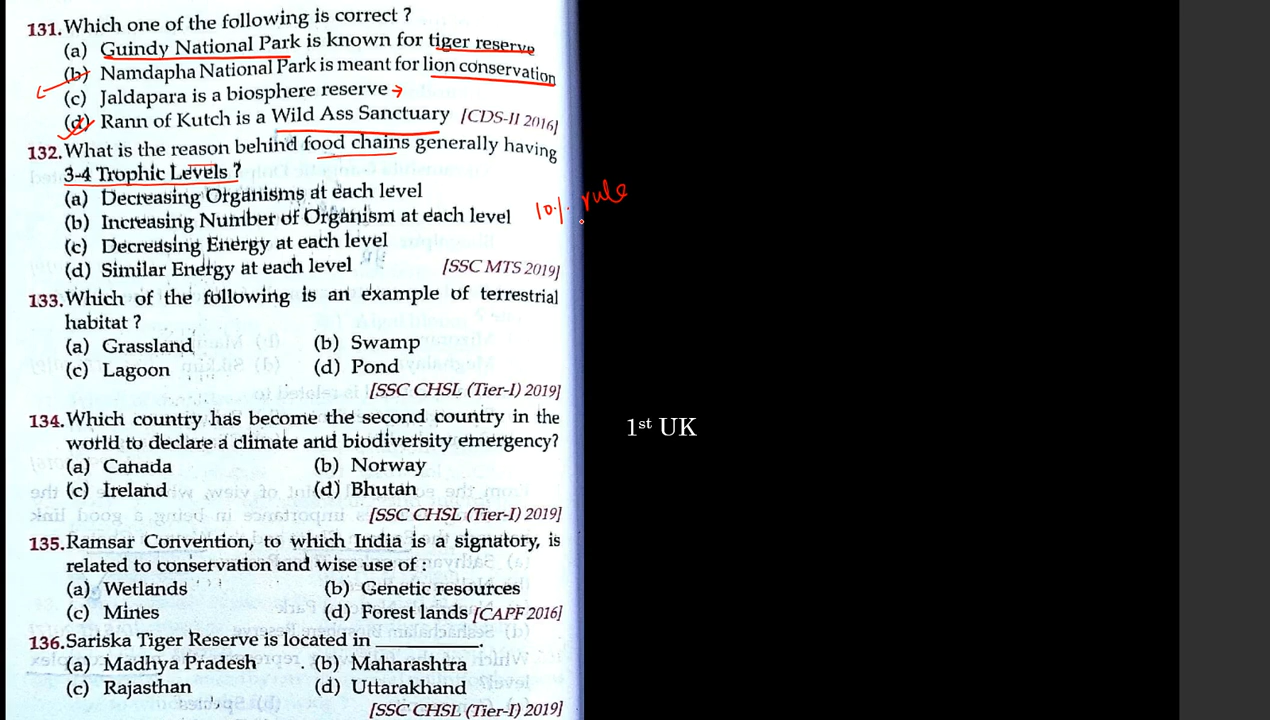 131. Which one of the following is correct ?
(a) Guindy National Park is known for tiger reserve
(b) Namdapha National Park is meant for lion conservation
(c) Jaldapara is a biosphere reserve
(d) Rann of Kutch is a Wild Ass Sanctuary [CDS-II 2016]
132. What is the reason behind food chains generally having
3-4 Trophic Levels ?
(a) Decreasing Organisms at each level
(b) Increasing Number of Organism at each level
10% rule
(c) Decreasing Energy at each level
(d) Similar Energy at each level [SSC MTS 2019]
133. Which of the following is an example of terrestrial
habitat ?
(a) Grassland (b) Swamp
(c) Lagoon (d) Pond
[SSC CHSL (Tier-I) 2019]
134. Which country has become the second country in the
world to declare a climate and biodiversity emergency?
1st UK
(a) Canada (b) Norway
(c) Ireland (d) Bhutan
[SSC CHSL (Tier-I) 2019]
135. Ramsar Convention, to which India is a signatory, is
related to conservation and wise use of :
(a) Wetlands (b) Genetic resources
(c) Mines (d) Forest lands [CAPF 2016]
136. Sariska Tiger Reserve is located in __________.
(a) Madhya Pradesh (b) Maharashtra
(c) Rajasthan (d) Uttarakhand
[SSC CHSL (Tier-I) 2019]